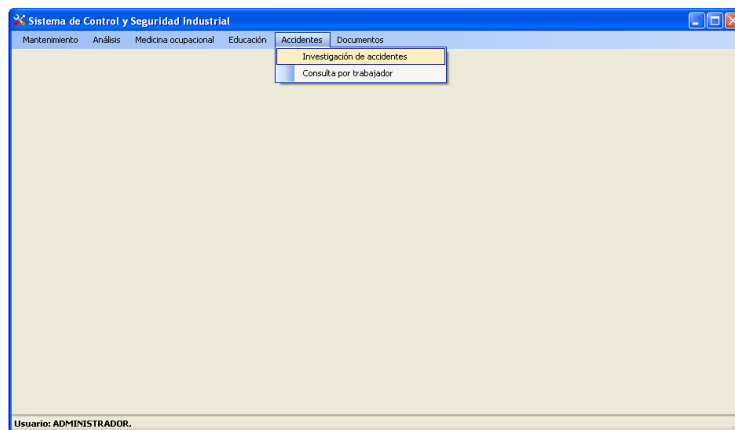 Sistema de Control y Seguridad Industrial
Mantenimiento Análisis Medicina ocupacional Educación Accidentes Documentos
Investigación de accidentes
Consulta por trabajador
Usuario: ADMINISTRADOR.